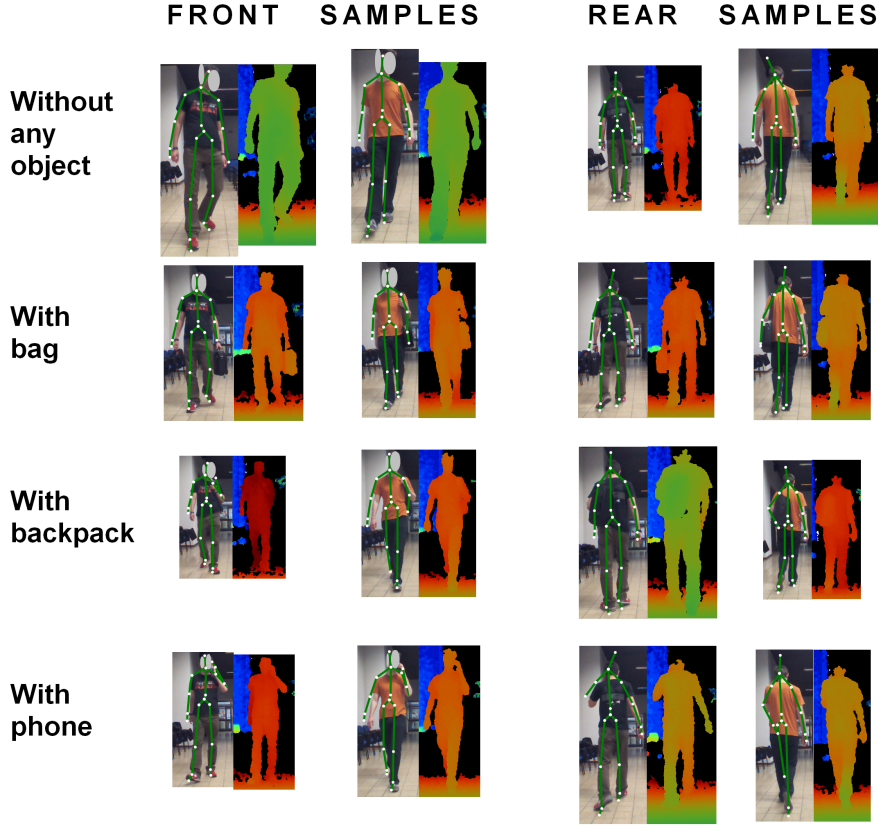 FRONT SAMPLES
REAR SAMPLES
Without
any
object
With
bag
With
backpack
With
phone